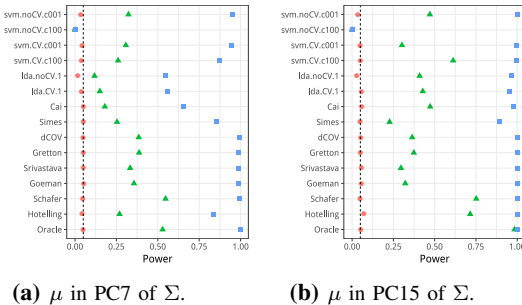 svm.noCV.c001
svm.noCV.c100
svm.CV.c001
svm.CV.c100
lda.noCV.1
lda.CV.1
Cai
Simes
dCOV
Gretton
Srivastava
Goeman
Schafer
Hotelling
Oracle
0.00 0.25 0.50 0.75 1.00
Power
(a) μ in PC7 of Σ.
svm.noCV.c001
svm.noCV.c100
svm.CV.c001
svm.CV.c100
lda.noCV.1
lda.CV.1
Cai
Simes
dCOV
Gretton
Srivastava
Goeman
Schafer
Hotelling
Oracle
0.00 0.25 0.50 0.75 1.00
Power
(b) μ in PC15 of Σ.